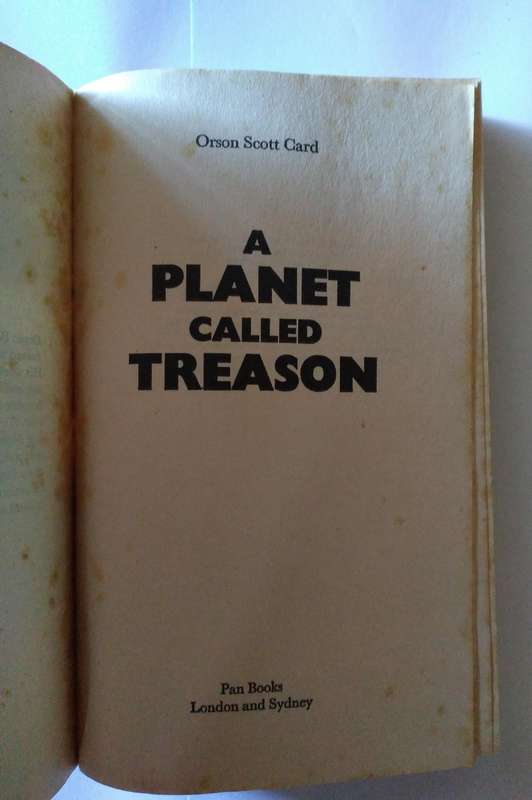 Orson Scott Card
A
PLANET
CALLED
TREASON
Pan Books
London and Sydney